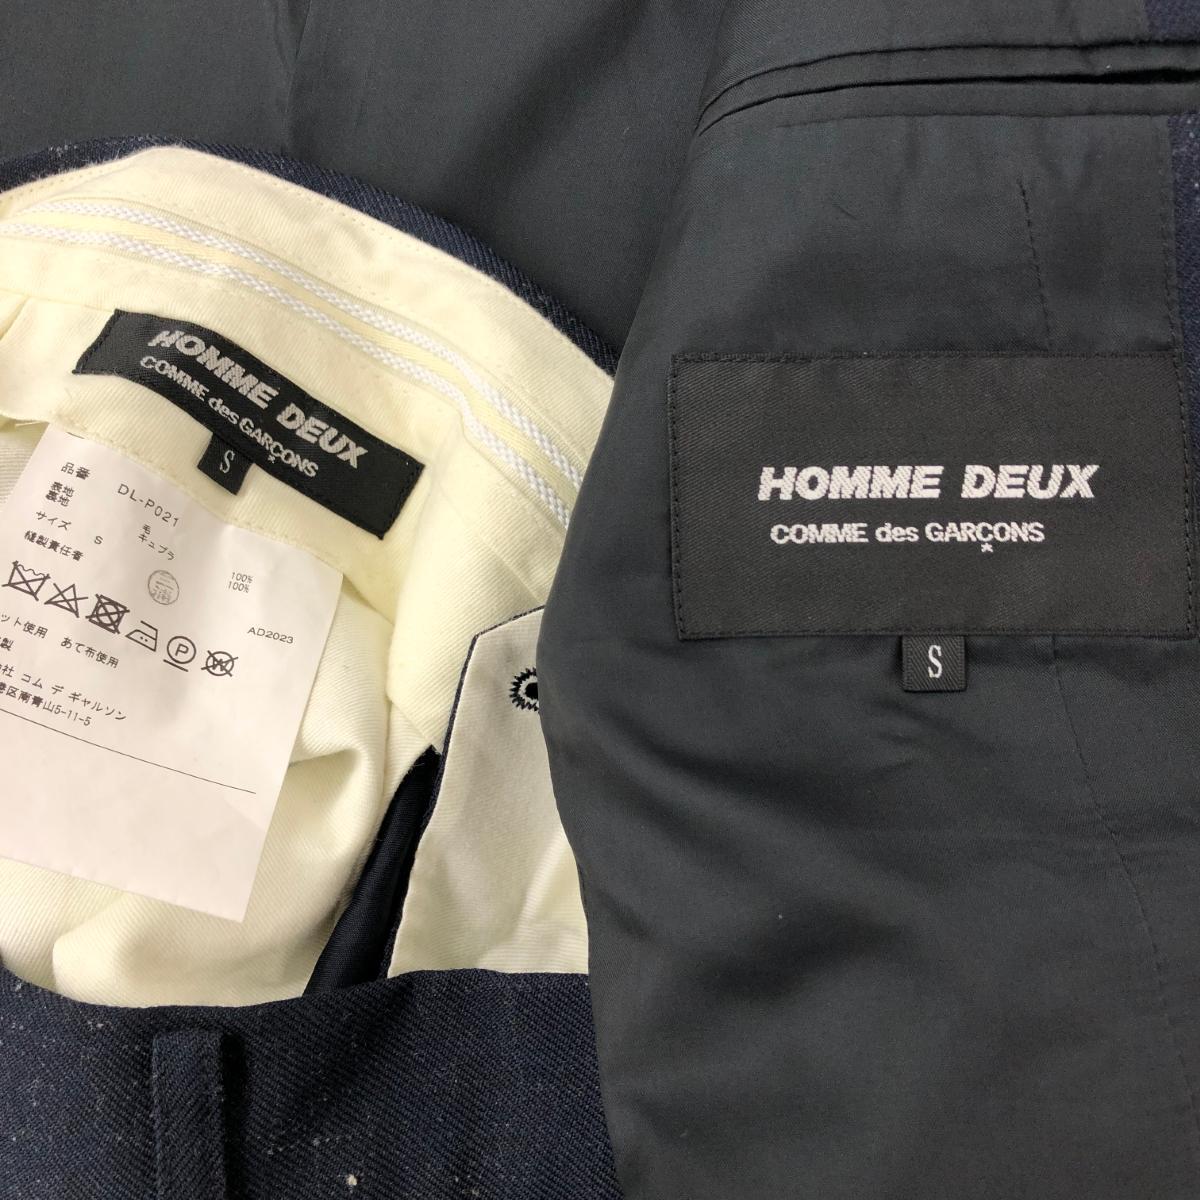 HOMME DEUX
COMME des GARÇONS
S
品番 DL-P021
表地 毛 100%
裏地 キュプラ 100%
サイズ S
縫製責任者
AD2023
ット使用 あて布使用
製
社 コム デ ギャルソン
港区南青山5-11-5
HOMME DEUX
COMME des GARÇONS
S